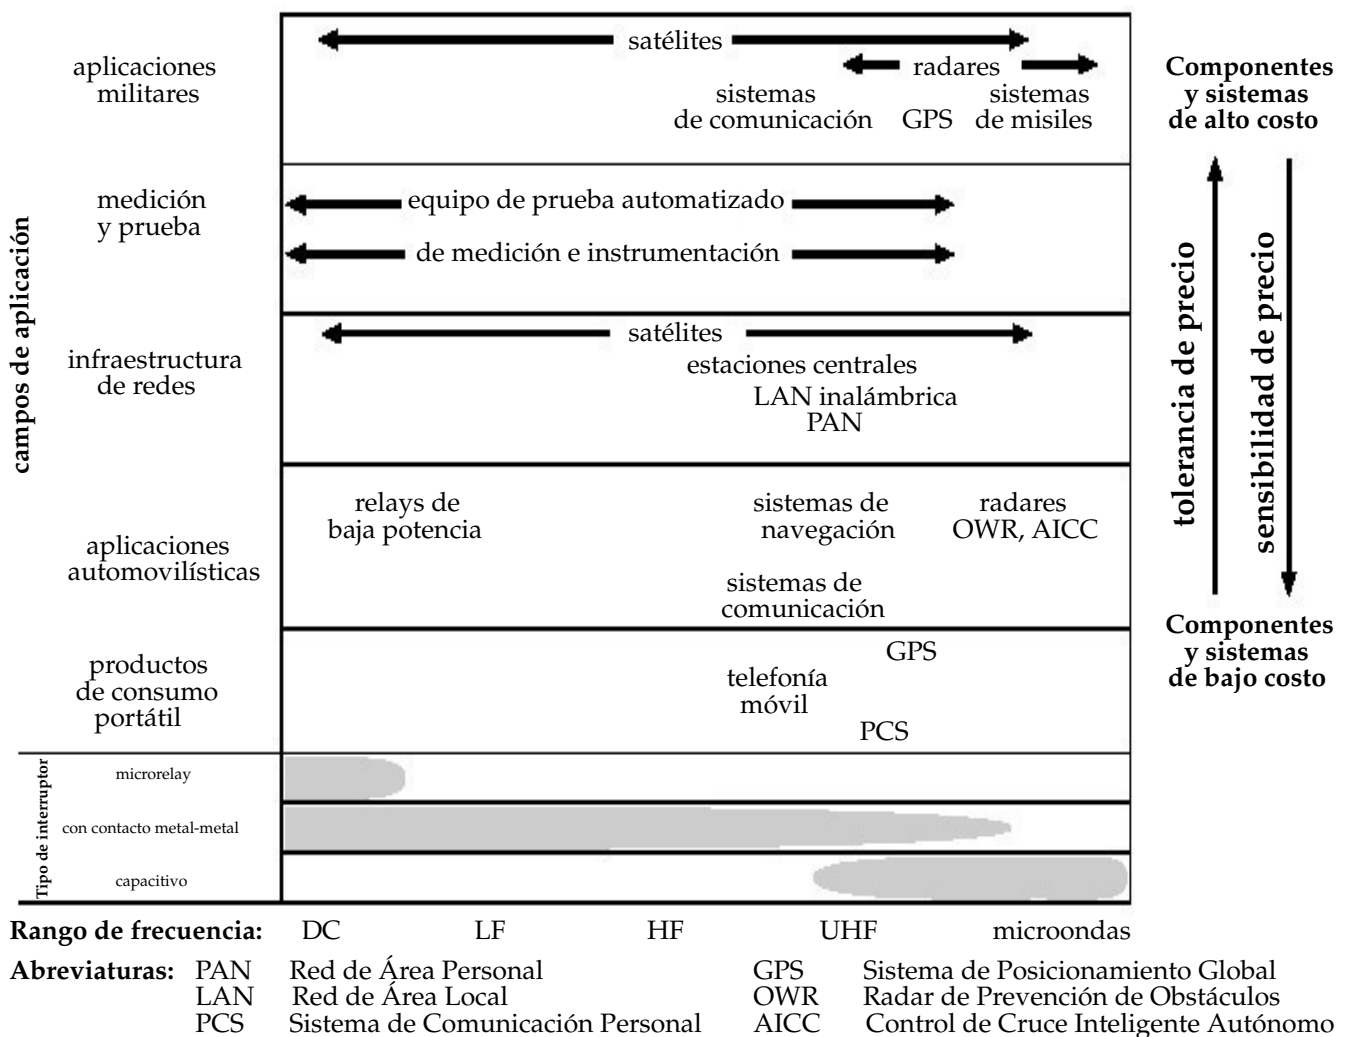 satélites
radares
aplicaciones
militares
sistemas
de comunicación
GPS
sistemas
de misiles
Componentes
y sistemas
de alto costo
campos de aplicación
medición
y prueba
equipo de prueba automatizado
de medición e instrumentación
tolerancia de precio
sensibilidad de precio
infraestructura
de redes
satélites
estaciones centrales
LAN inalámbrica
PAN
aplicaciones
automovilísticas
relays de
baja potencia
sistemas de
navegación
radares
OWR, AICC
sistemas de
comunicación
Componentes
y sistemas
de bajo costo
productos
de consumo
portátil
GPS
telefonía
móvil
PCS
Tipo de interruptor
microrelay
con contacto metal-metal
capacitivo
Rango de frecuencia: DC LF HF UHF microondas
Abreviaturas: PAN Red de Área Personal GPS Sistema de Posicionamiento Global
LAN Red de Área Local OWR Radar de Prevención de Obstáculos
PCS Sistema de Comunicación Personal AICC Control de Cruce Inteligente Autónomo